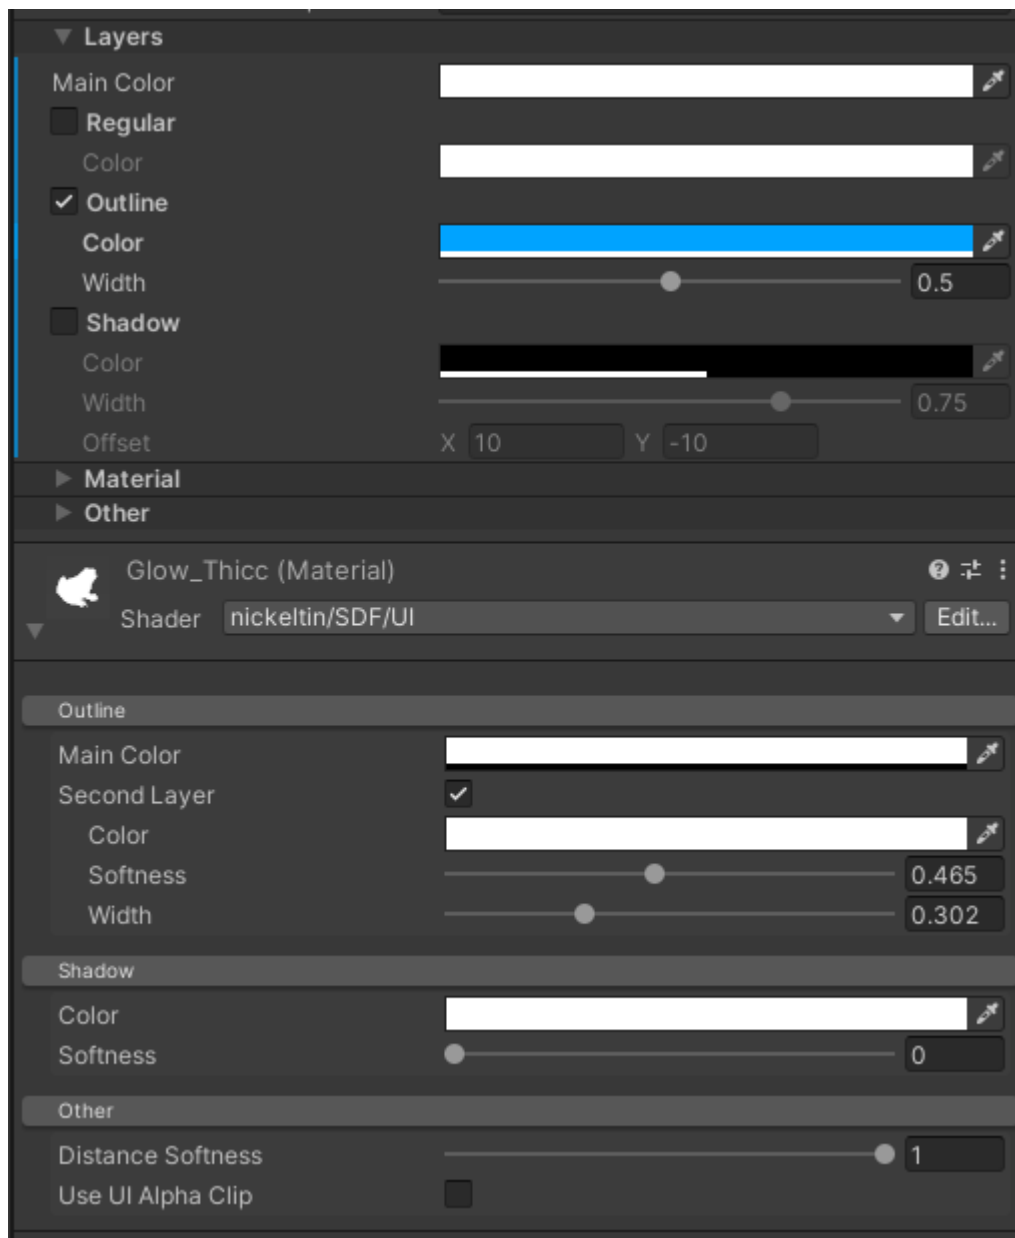 Layers
Main Color
Regular
Color
Outline
Color
Width 0.5
Shadow
Color
Width 0.75
Offset X 10 Y -10
Material
Other
Glow_Thicc (Material)
Shader nickeltin/SDF/UI Edit...
Outline
Main Color
Second Layer
Color
Softness 0.465
Width 0.302
Shadow
Color
Softness 0
Other
Distance Softness 1
Use UI Alpha Clip